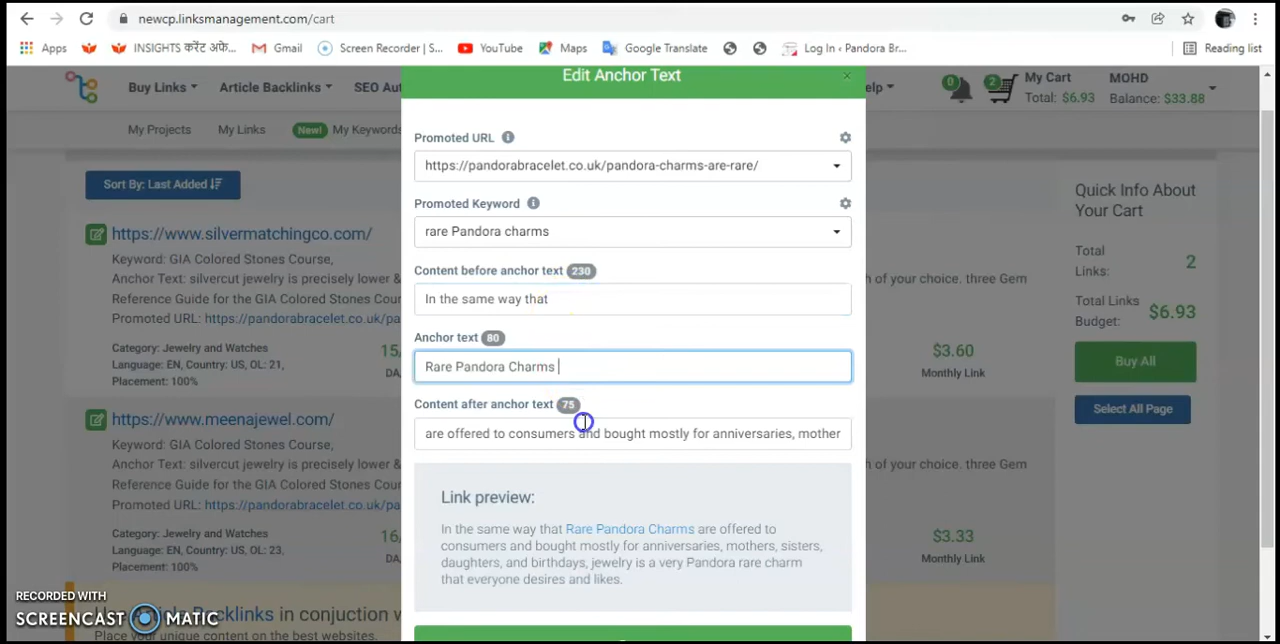 newcp.linksmanagement.com/cart
Apps
INSIGHTS करेंट अफे...
Gmail
Screen Recorder | S...
YouTube
Maps
Google Translate
Log In ‹ Pandora Br...
Reading list
Buy Links
Article Backlinks
SEO Aut
Edit Anchor Text
×
elp
0
2
My Cart
Total: $6.93
MOHD
Balance: $33.88
My Projects
My Links
New!
My Keywords
Sort By: Last Added
https://www.silvermatchingco.com/
Keyword: GIA Colored Stones Course,
Anchor Text: silvercut jewelry is precisely lower &
h of your choice. three Gem
Reference Guide for the GIA Colored Stones Cours
Promoted URL: https://pandorabracelet.co.uk/pa
Category: Jewelry and Watches
Language: EN, Country: US, OL: 21,
Placement: 100%
15,
DA,
$3.60
Monthly Link
https://www.meenajewel.com/
Keyword: GIA Colored Stones Course,
Anchor Text: silvercut jewelry is precisely lower &
h of your choice. three Gem
Reference Guide for the GIA Colored Stones Cours
Promoted URL: https://pandorabracelet.co.uk/pa
Category: Jewelry and Watches
Language: EN, Country: US, OL: 23,
Placement: 100%
16,
DA,
$3.33
Monthly Link
Promoted URL
https://pandorabracelet.co.uk/pandora-charms-are-rare/
Promoted Keyword
rare Pandora charms
Content before anchor text 230
In the same way that
Anchor text 80
Rare Pandora Charms
Content after anchor text 75
are offered to consumers and bought mostly for anniversaries, mother
Link preview:
In the same way that Rare Pandora Charms are offered to
consumers and bought mostly for anniversaries, mothers, sisters,
daughters, and birthdays, jewelry is a very Pandora rare charm
that everyone desires and likes.
Quick Info About
Your Cart
Total
Links:
2
Total Links
Budget:
$6.93
Buy All
Select All Page
Article Backlinks in conjuction w
Place your unique content on the best websites.
RECORDED WITH
SCREENCAST MATIC